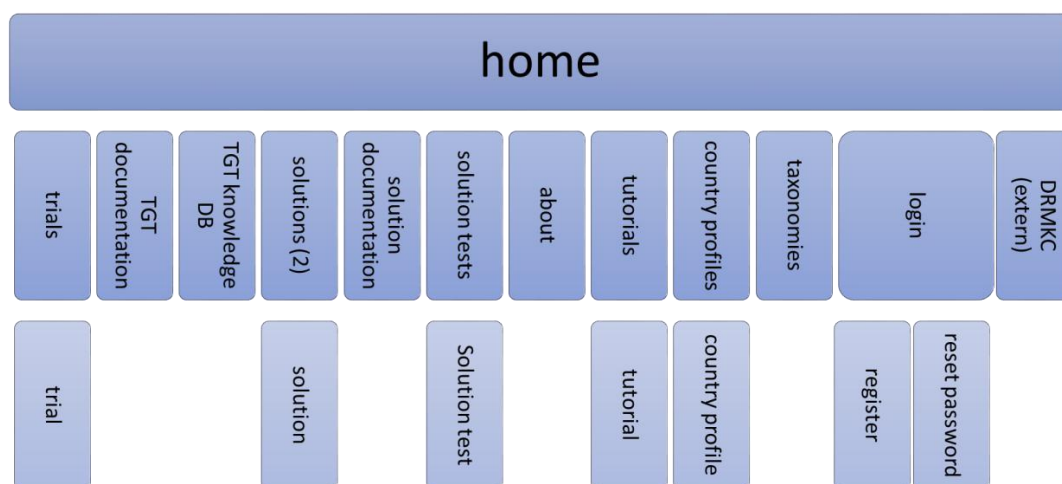 home
trials
TGT
documentation
TGT knowledge
DB
solutions (2)
solution
documentation
solution tests
about
tutorials
country profiles
taxonomies
login
DRMKC
(extern)
trial
solution
Solution test
tutorial
country profile
register
reset password